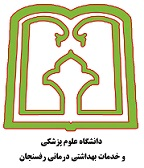 دانشگاه علوم پزشکی
و خدمات بهداشتی درمانی رفسنجان